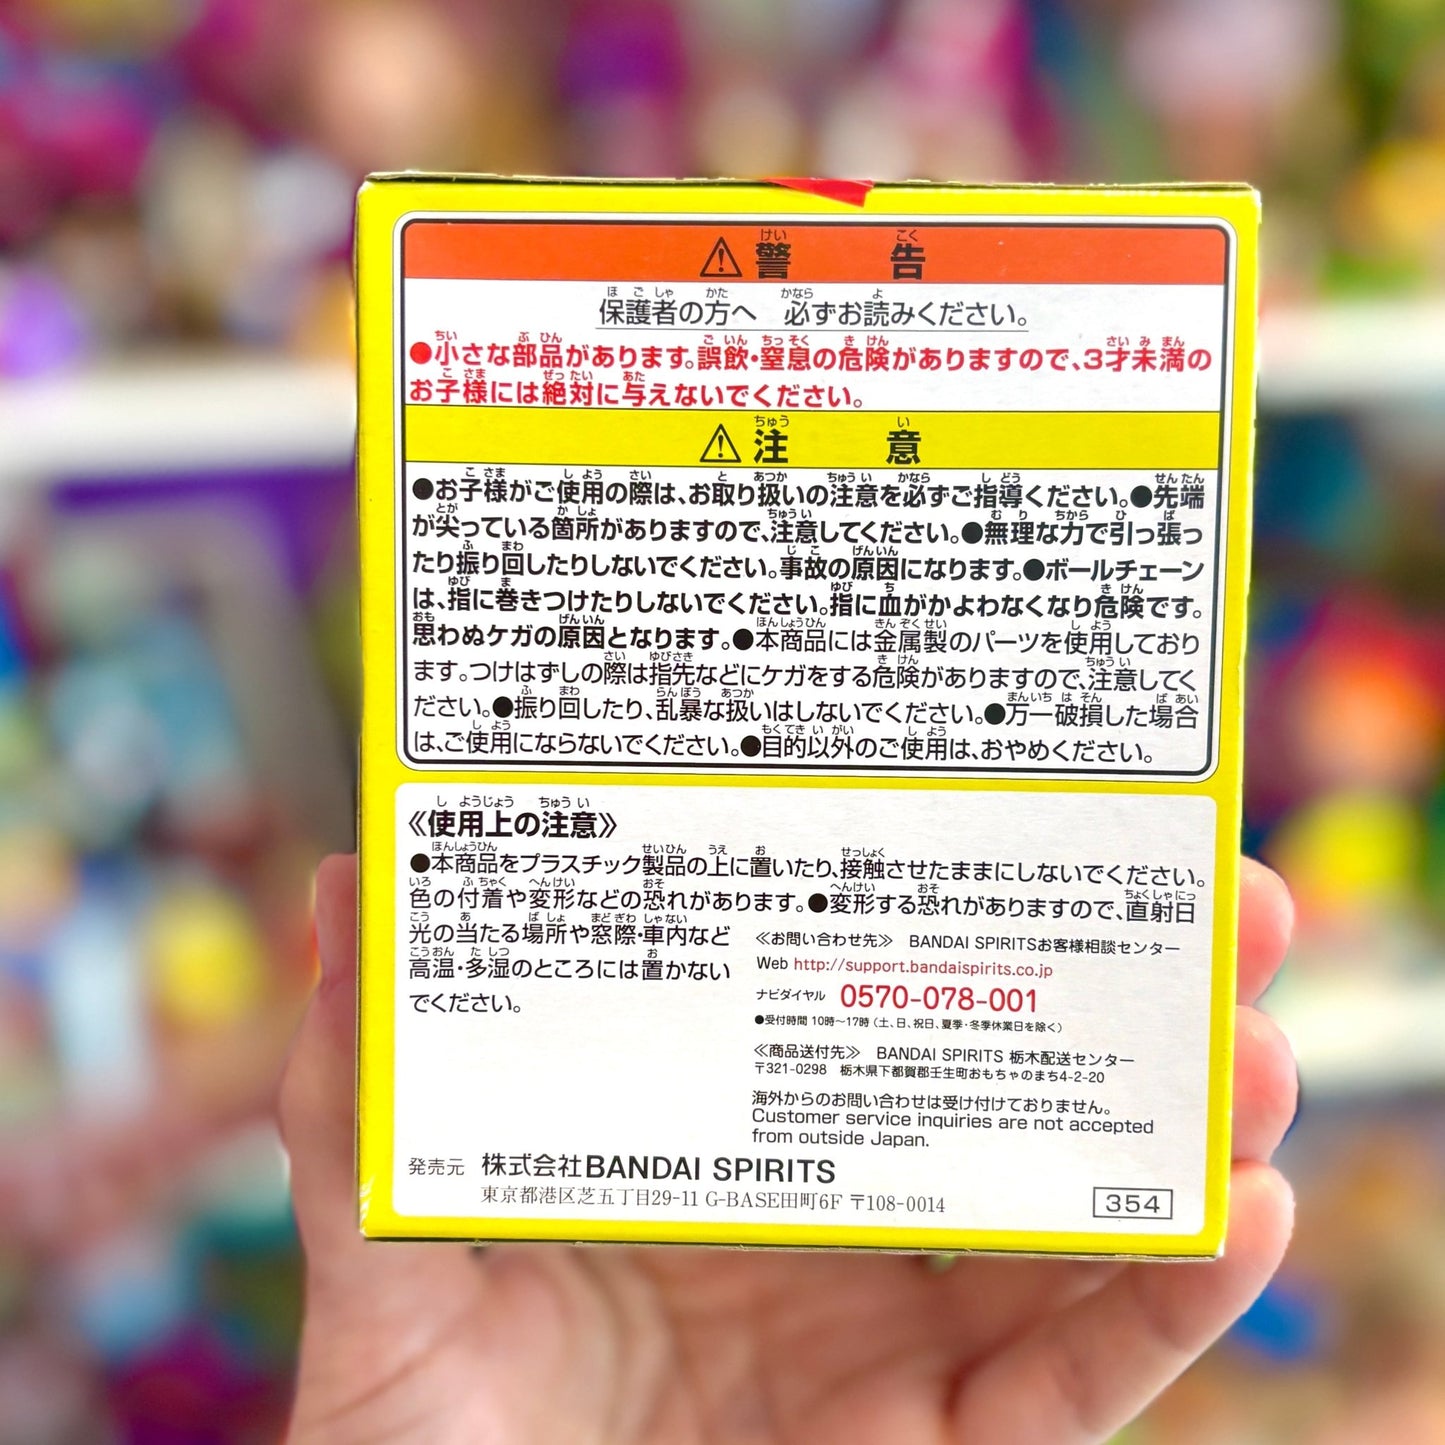 ⚠警告
保護者の方へ 必ずお読みください。
●小さな部品があります。誤飲・窒息の危険がありますので、3才未満の
お子様には絶対に与えないでください。
⚠注意
●お子様がご使用の際は、お取り扱いの注意を必ずご指導ください。●先端
が尖っている箇所がありますので、注意してください。●無理な力で引っ張っ
たり振り回したりしないでください。事故の原因になります。●ボールチェーン
は、指に巻きつけたりしないでください。指に血がかよわなくなり危険です。
思わぬケガの原因となります。●本商品には金属製のパーツを使用しており
ます。つけはずしの際は指先などにケガをする危険がありますので、注意してく
ださい。●振り回したり、乱暴な扱いはしないでください。●万一破損した場合
は、ご使用にならないでください。●目的以外のご使用は、おやめください。
《使用上の注意》
●本商品をプラスチック製品の上に置いたり、接触させたままにしないでください。
色の付着や変形などの恐れがあります。●変形する恐れがありますので、直射日
光の当たる場所や窓際・車内など
高温・多湿のところには置かない
でください。
《お問い合わせ先》 BANDAI SPIRITSお客様相談センター
Web http://support.bandaispirits.co.jp
ナビダイヤル 0570-078-001
●受付時間 10時〜17時(土、日、祝日、夏季・冬季休業日を除く)
《商品送付先》 BANDAI SPIRITS 栃木配送センター
〒321-0298 栃木県下都賀郡壬生町おもちゃのまち4-2-20
海外からのお問い合わせは受け付けておりません。
Customer service inquiries are not accepted
from outside Japan.
発売元 株式会社BANDAI SPIRITS
東京都港区芝五丁目29-11 G-BASE田町6F 〒108-0014
354